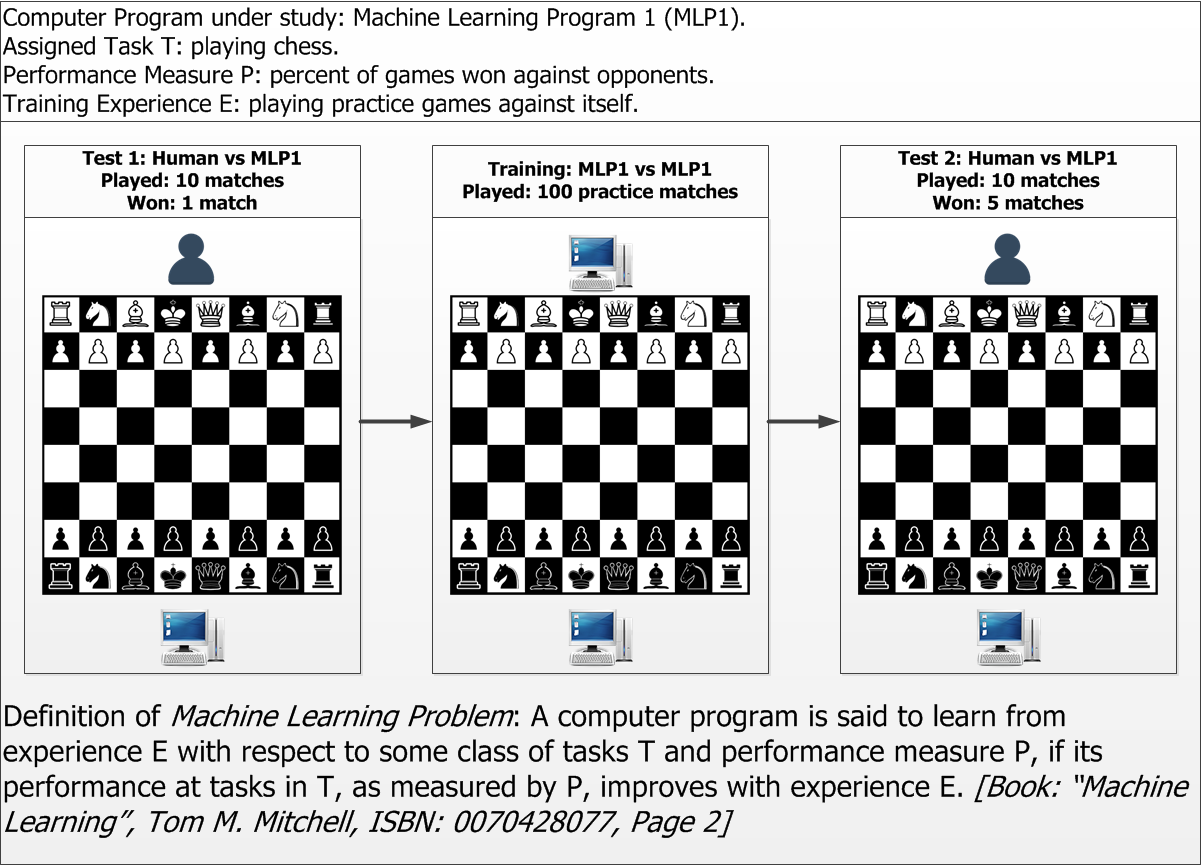 Computer Program under study: Machine Learning Program 1 (MLP1).
Assigned Task T: playing chess.
Performance Measure P: percent of games won against opponents.
Training Experience E: playing practice games against itself.
Test 1: Human vs MLP1
Played: 10 matches
Won: 1 match
Training: MLP1 vs MLP1
Played: 100 practice matches
Test 2: Human vs MLP1
Played: 10 matches
Won: 5 matches
Definition of Machine Learning Problem: A computer program is said to learn from
experience E with respect to some class of tasks T and performance measure P, if its
performance at tasks in T, as measured by P, improves with experience E. [Book: “Machine
Learning”, Tom M. Mitchell, ISBN: 0070428077, Page 2]